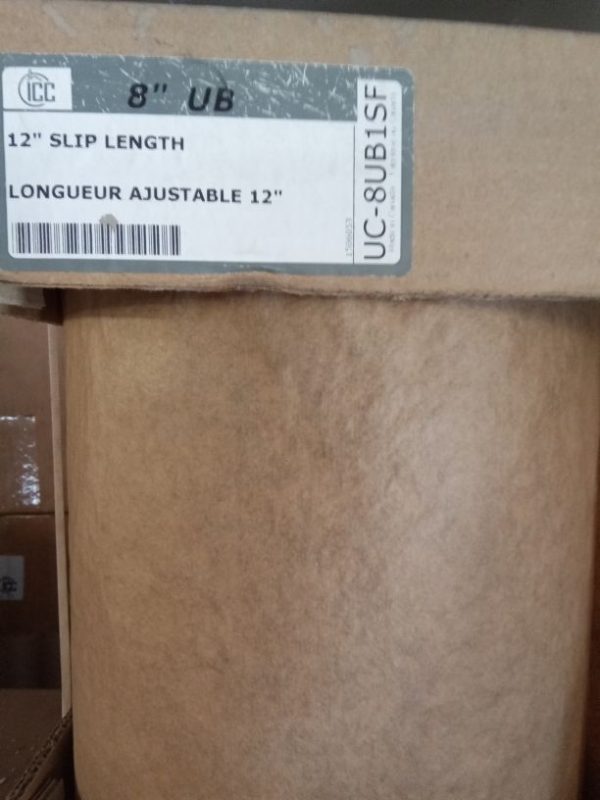 ICC
8" UB
12" SLIP LENGTH
LONGUEUR AJUSTABLE 12"
UC-8UB1SF